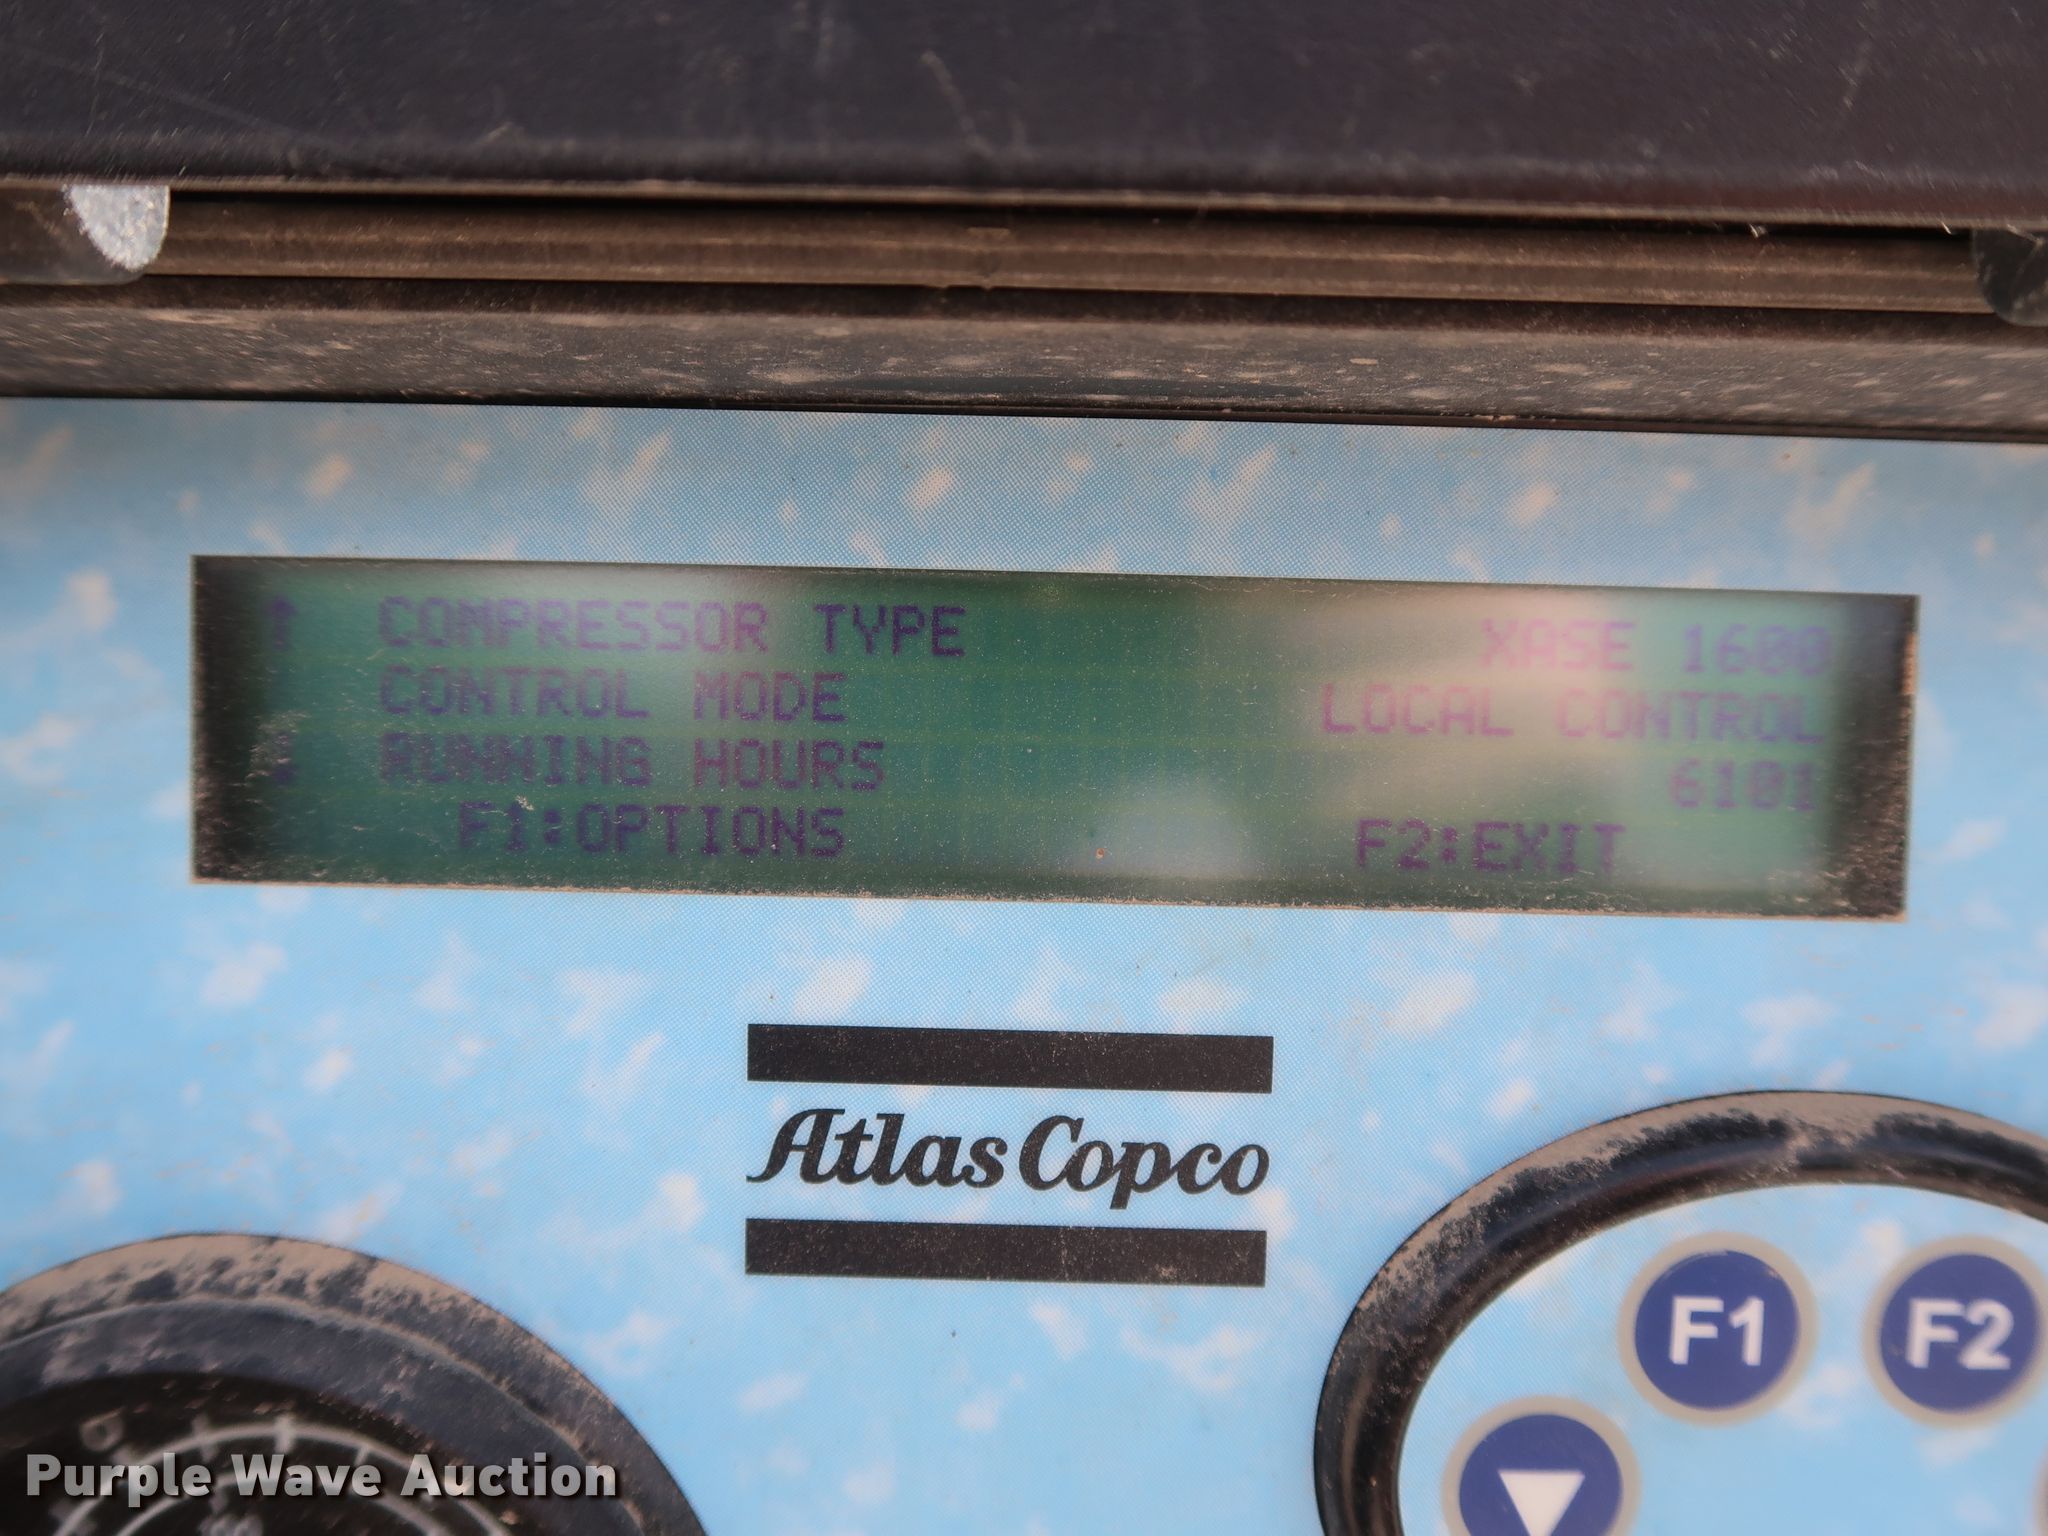 ↑ COMPRESSOR TYPE XASE 1600
CONTROL MODE LOCAL CONTROL
RUNNING HOURS 6101
F1:OPTIONS F2:EXIT
Atlas Copco
F1 F2
Purple Wave Auction